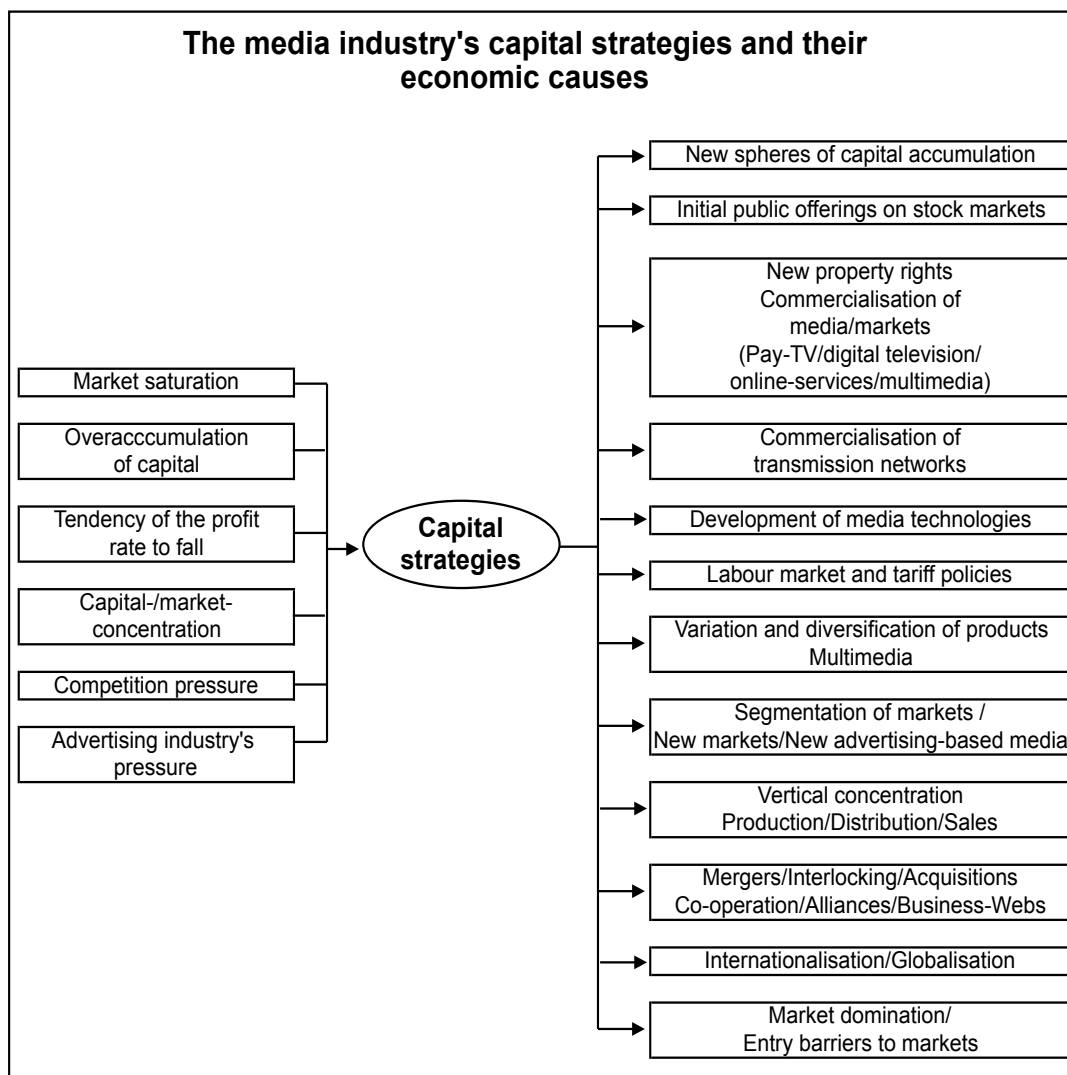 The media industry's capital strategies and their
economic causes
Market saturation
Overacccumulation
of capital
Tendency of the profit
rate to fall
Capital-/market-
concentration
Competition pressure
Advertising industry's
pressure
Capital
strategies
New spheres of capital accumulation
Initial public offerings on stock markets
New property rights
Commercialisation of
media/markets
(Pay-TV/digital television/
online-services/multimedia)
Commercialisation of
transmission networks
Development of media technologies
Labour market and tariff policies
Variation and diversification of products
Multimedia
Segmentation of markets /
New markets/New advertising-based media
Vertical concentration
Production/Distribution/Sales
Mergers/Interlocking/Acquisitions
Co-operation/Alliances/Business-Webs
Internationalisation/Globalisation
Market domination/
Entry barriers to markets